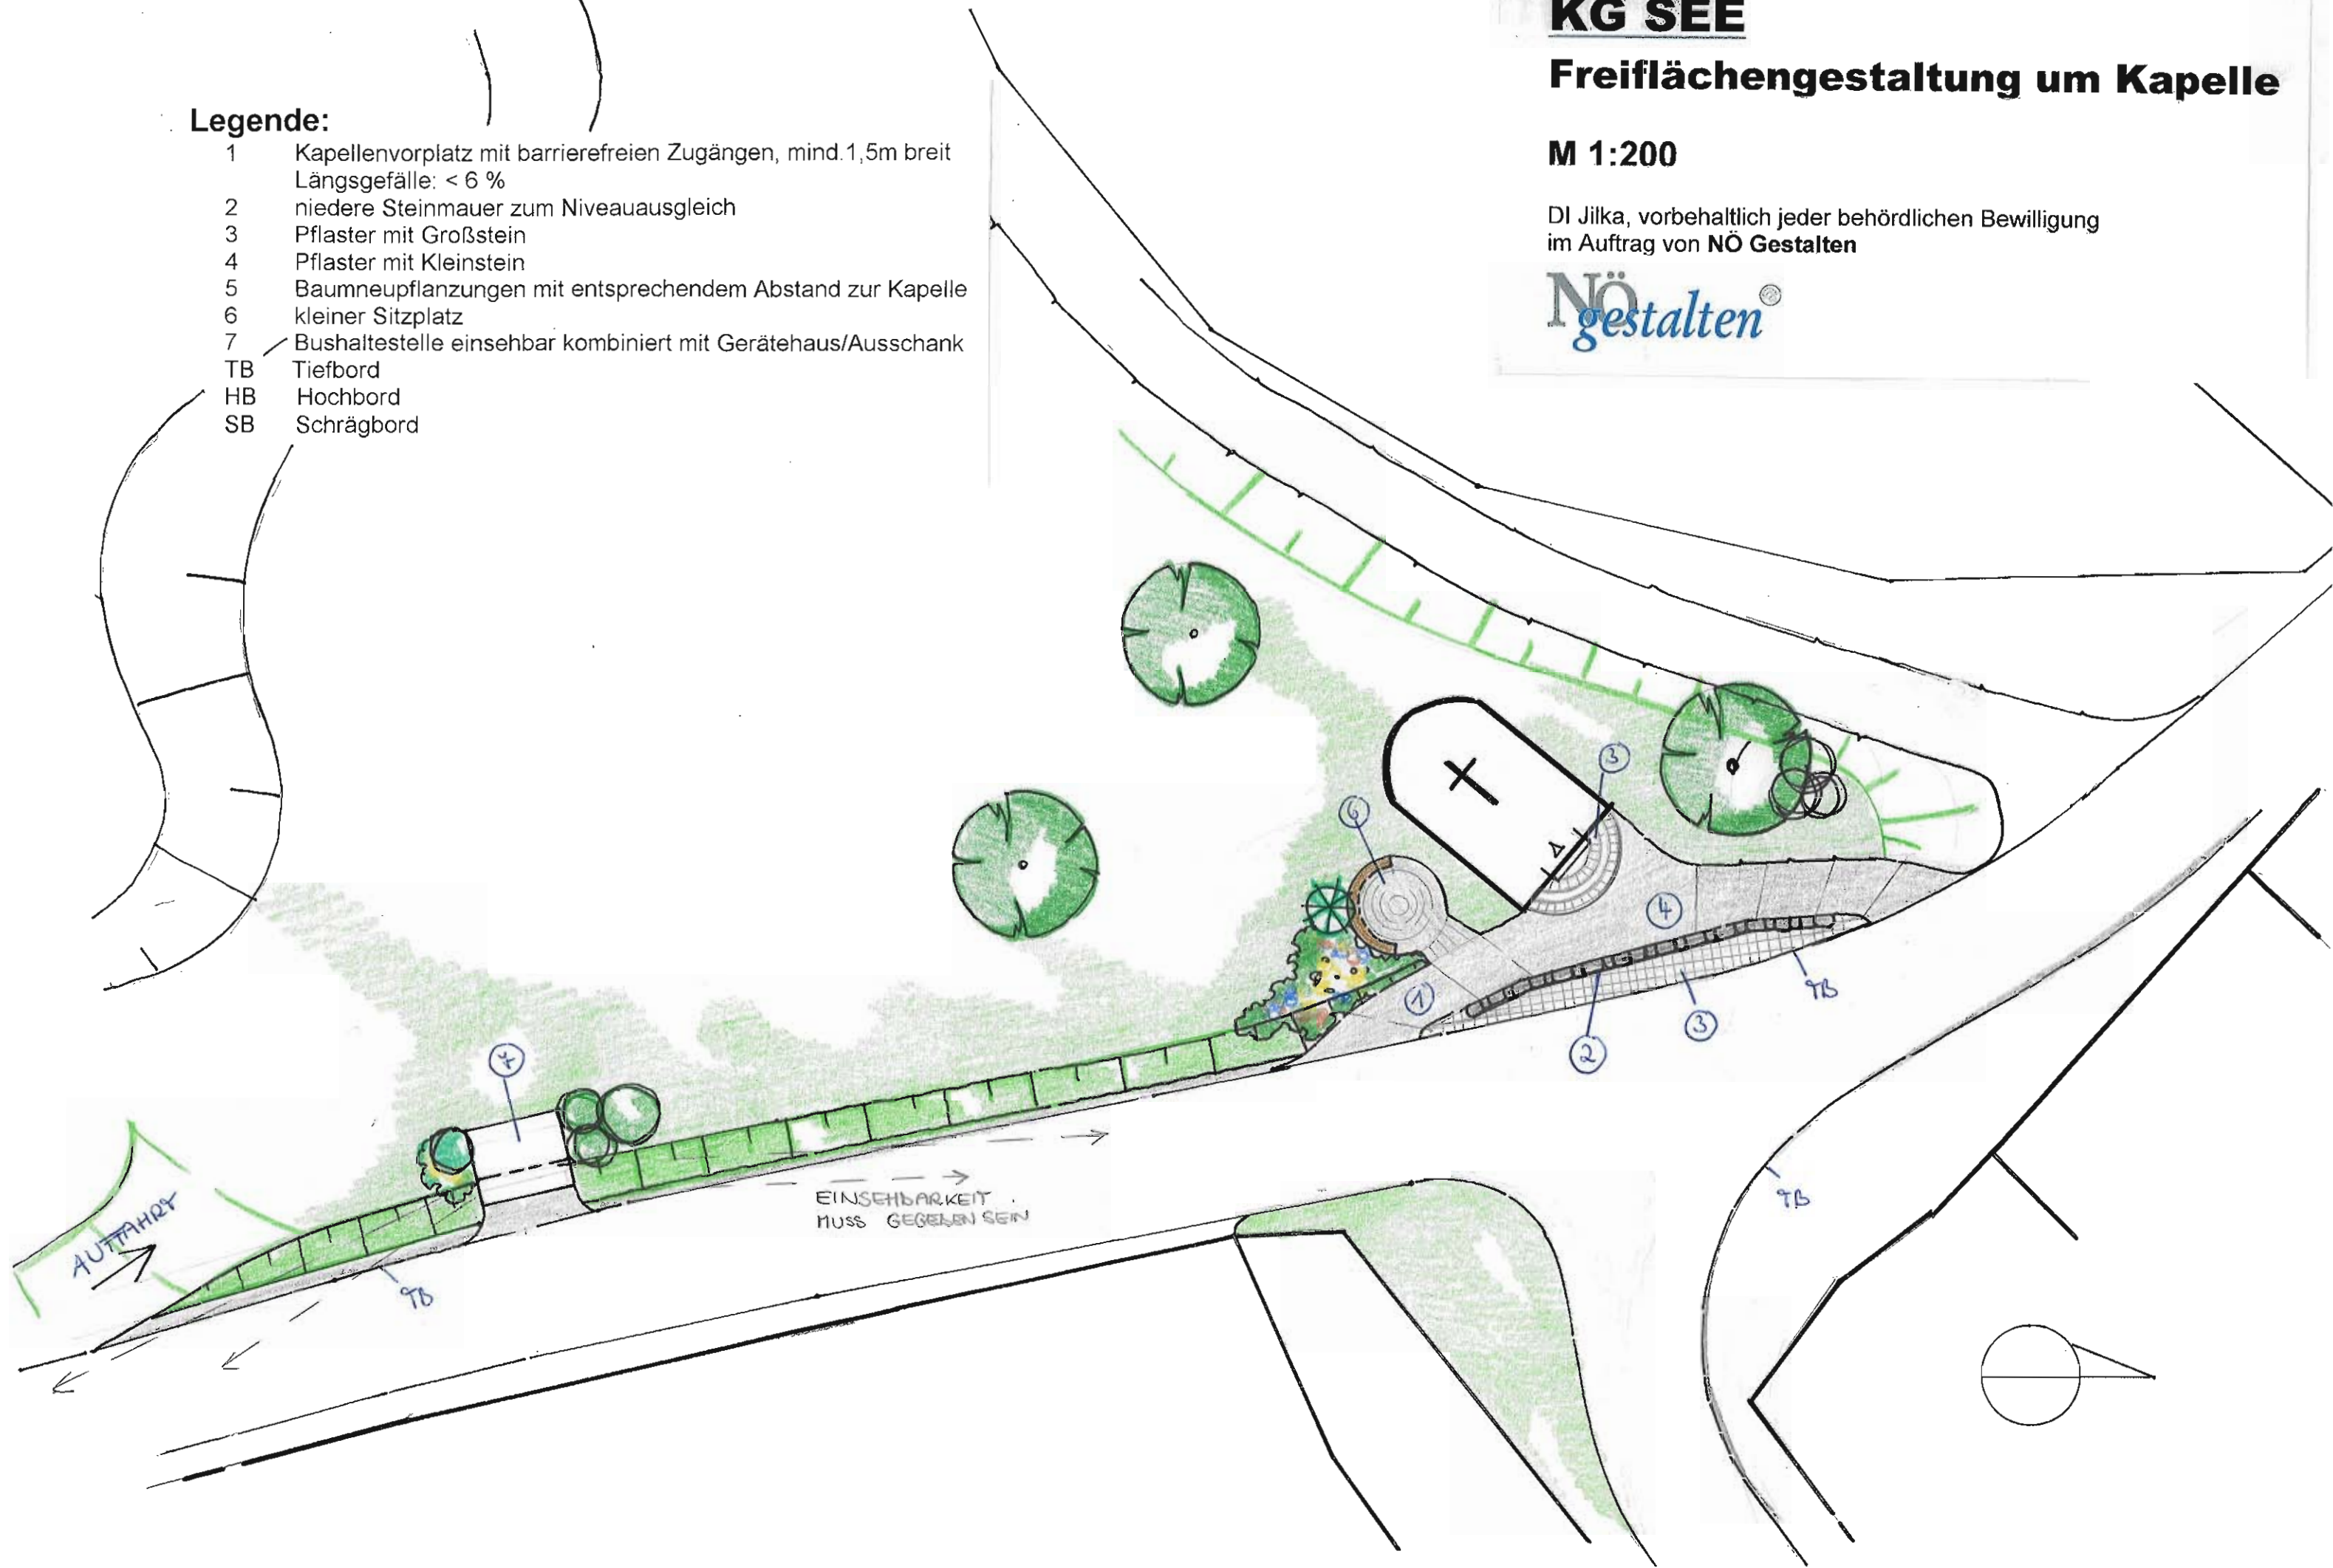 KG SEE
Freiflächengestaltung um Kapelle
M 1:200
DI Jilka, vorbehaltlich jeder behördlichen Bewilligung
im Auftrag von NÖ Gestalten
NÖ
gestalten
Legende:
1 Kapellenvorplatz mit barrierefreien Zugängen, mind.1,5m breit
Längsgefälle: < 6 %
2 niedere Steinmauer zum Niveauausgleich
3 Pflaster mit Großstein
4 Pflaster mit Kleinstein
5 Baumneupflanzungen mit entsprechendem Abstand zur Kapelle
6 kleiner Sitzplatz
7 Bushaltestelle einsehbar kombiniert mit Gerätehaus/Ausschank
TB Tiefbord
HB Hochbord
SB Schrägbord
3
6
4
1
TB
3
2
7
TB
EINSEHBARKEIT
MUSS GEGEBEN SEIN
AUFFAHRT
TB